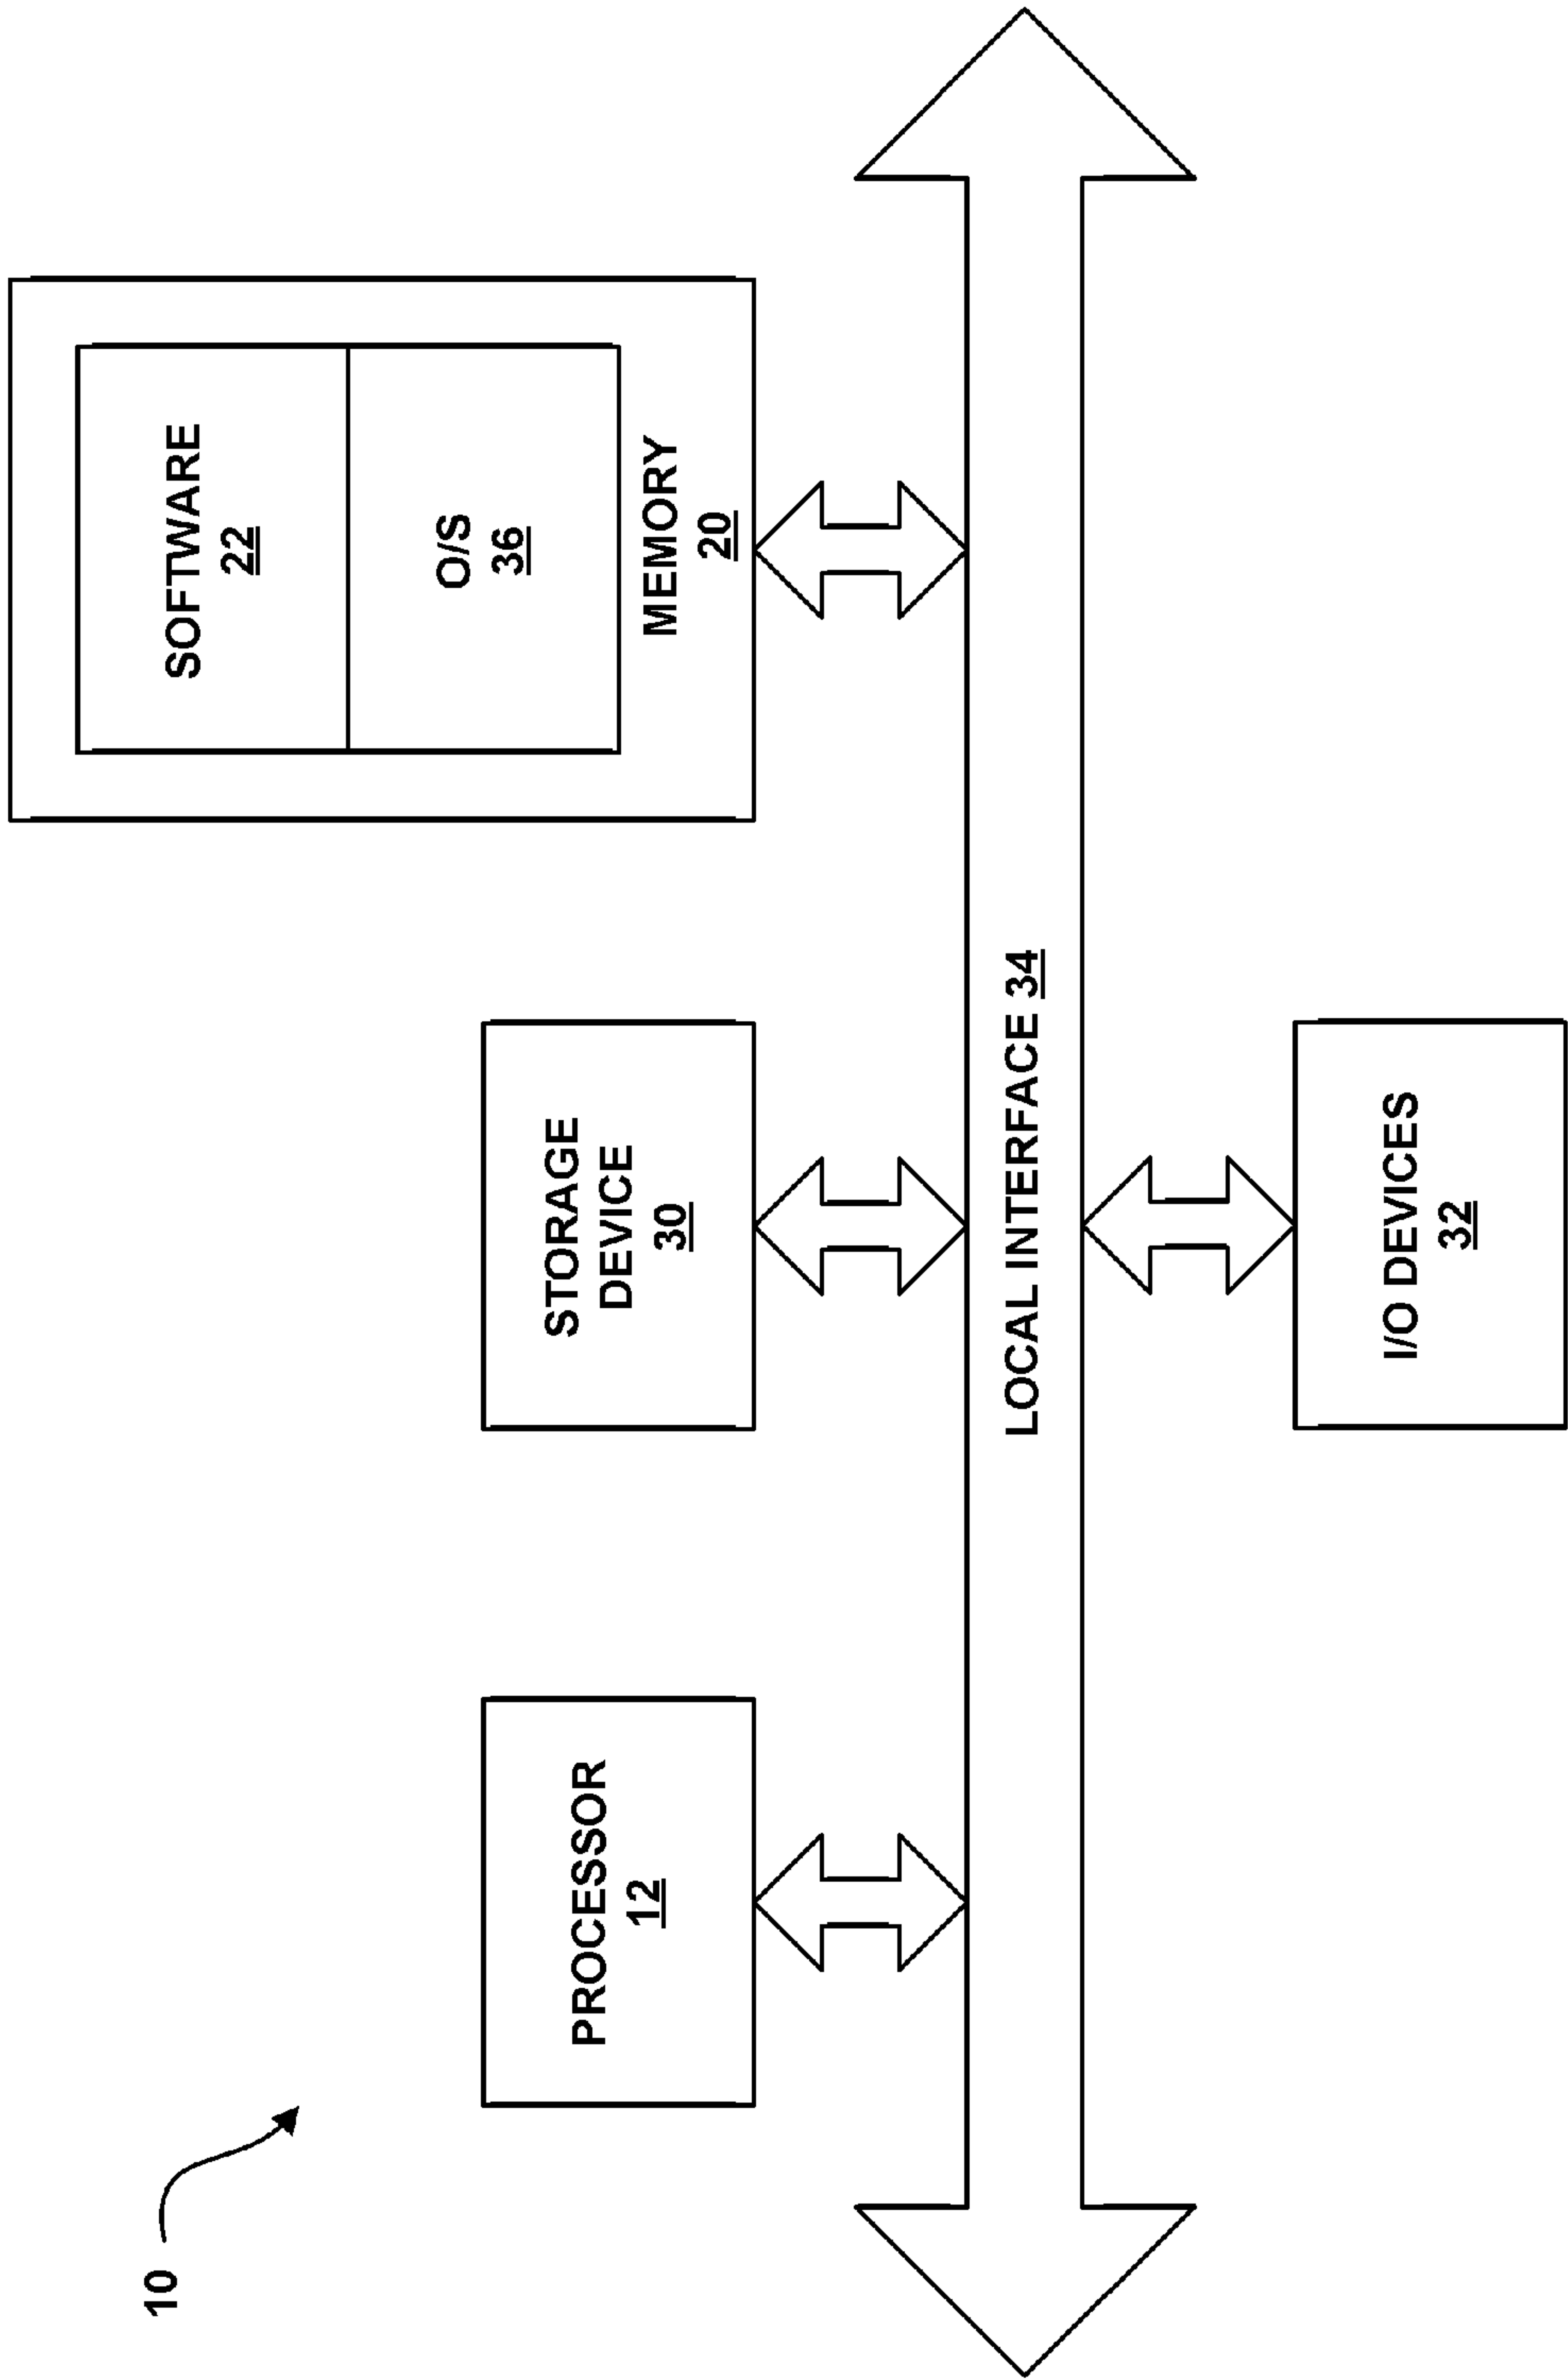 10
PROCESSOR
12
STORAGE
DEVICE
30
SOFTWARE
22
O/S
36
MEMORY
20
LOCAL INTERFACE 34
I/O DEVICES
32